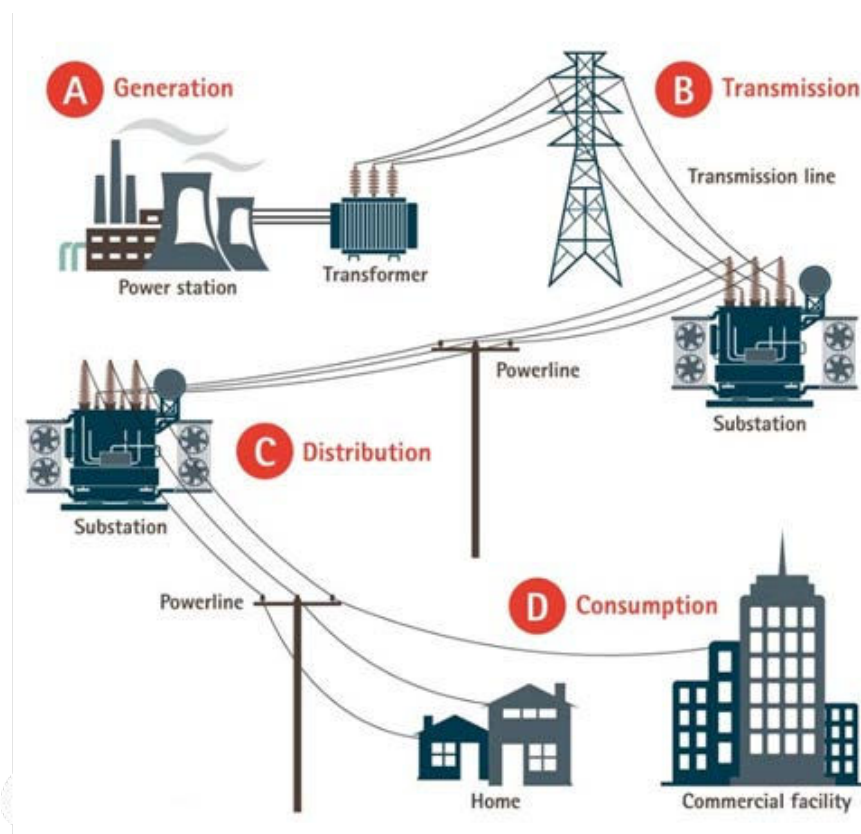 A Generation
B Transmission
Transmission line
Power station
Transformer
Powerline
Substation
C Distribution
Substation
Powerline
D Consumption
Home
Commercial facility